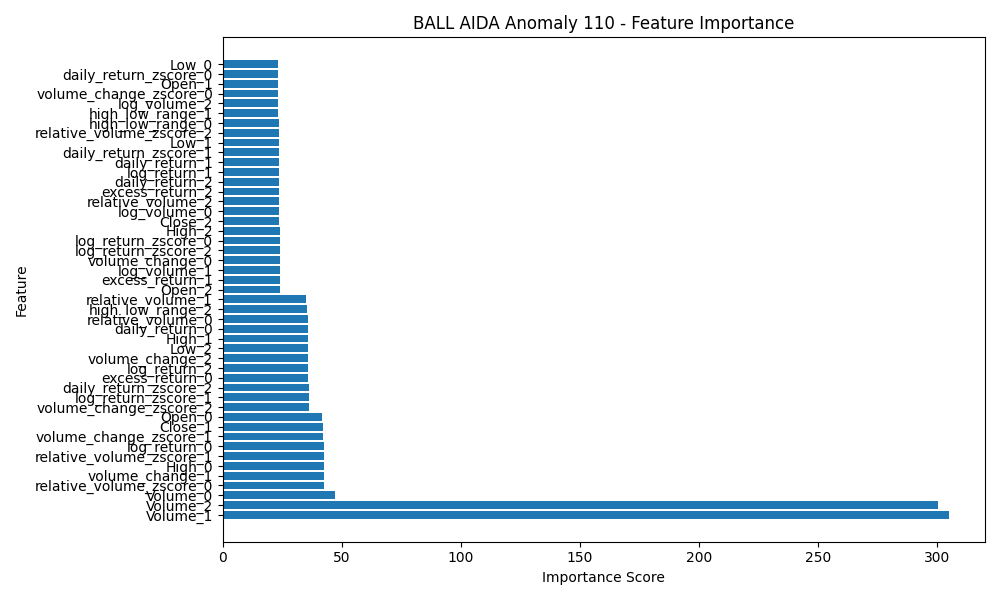 BALL AIDA Anomaly 110 - Feature Importance
Feature
Low_0
daily_return_zscore_0
Open_1
volume_change_zscore_0
log_volume_2
high_low_range_1
high_low_range_0
relative_volume_zscore_2
Low_1
daily_return_zscore_1
daily_return_1
log_return_1
daily_return_2
excess_return_2
relative_volume_2
log_volume_0
Close_2
High_2
log_return_zscore_0
log_return_zscore_2
volume_change_0
log_volume_1
excess_return_1
Open_2
relative_volume_1
high_low_range_2
relative_volume_0
daily_return_0
High_1
Low_2
volume_change_2
log_return_2
excess_return_0
daily_return_zscore_2
log_return_zscore_1
volume_change_zscore_2
Open_0
Close_1
volume_change_zscore_1
log_return_0
relative_volume_zscore_1
High_0
volume_change_1
relative_volume_zscore_0
Volume_0
Volume_2
Volume_1
0 50 100 150 200 250 300
Importance Score